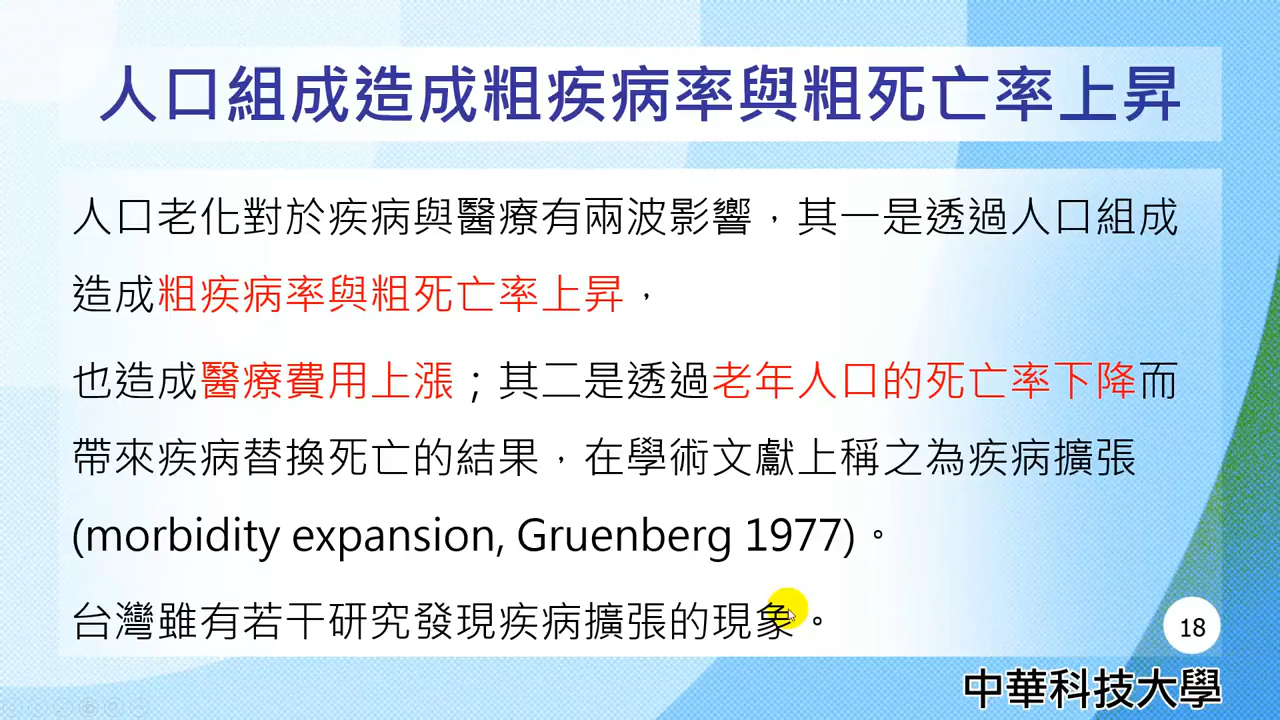 人口組成造成粗疾病率與粗死亡率上昇
人口老化對於疾病與醫療有兩波影響，其一是透過人口組成
造成粗疾病率與粗死亡率上昇，
也造成醫療費用上漲；其二是透過老年人口的死亡率下降而
帶來疾病替換死亡的結果，在學術文獻上稱之為疾病擴張
(morbidity expansion, Gruenberg 1977)。
台灣雖有若干研究發現疾病擴張的現象。
18
中華科技大學